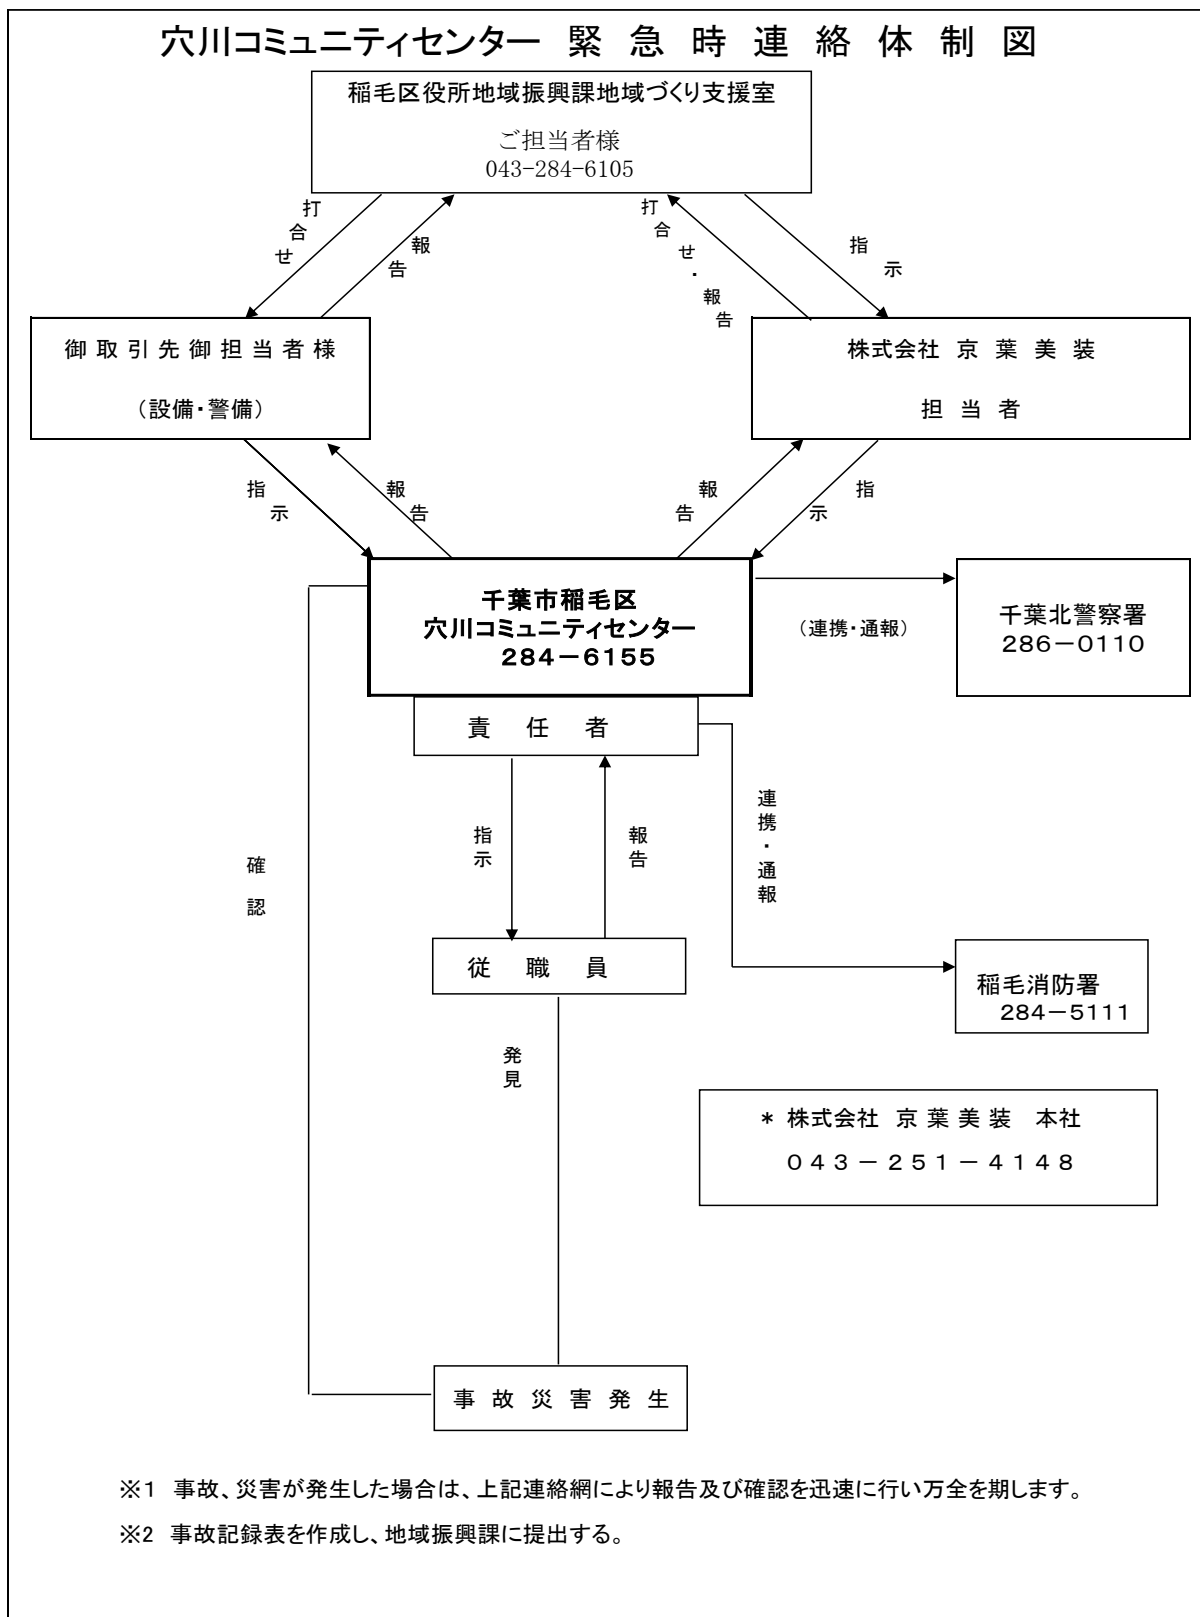 穴川コミュニティセンター 緊 急 時 連 絡 体 制 図
稲毛区役所地域振興課地域づくり支援室
ご担当者様
043-284-6105
打合せ
報告
打合せ・報告
指示
御 取 引 先 御 担 当 者 様
（設備・警備）
株式会社 京 葉 美 装
担 当 者
指示
報告
報告
指示
千葉市稲毛区
穴川コミュニティセンター
284－6155
（連携・通報）
千葉北警察署
286－0110
責 任 者
指示
報告
連携・通報
確認
従 職 員
稲毛消防署
284－5111
発見
* 株式会社 京 葉 美 装 本社
０４３－２５１－４１４８
事 故 災 害 発 生
※1 事故、災害が発生した場合は、上記連絡網により報告及び確認を迅速に行い万全を期します。
※2 事故記録表を作成し、地域振興課に提出する。